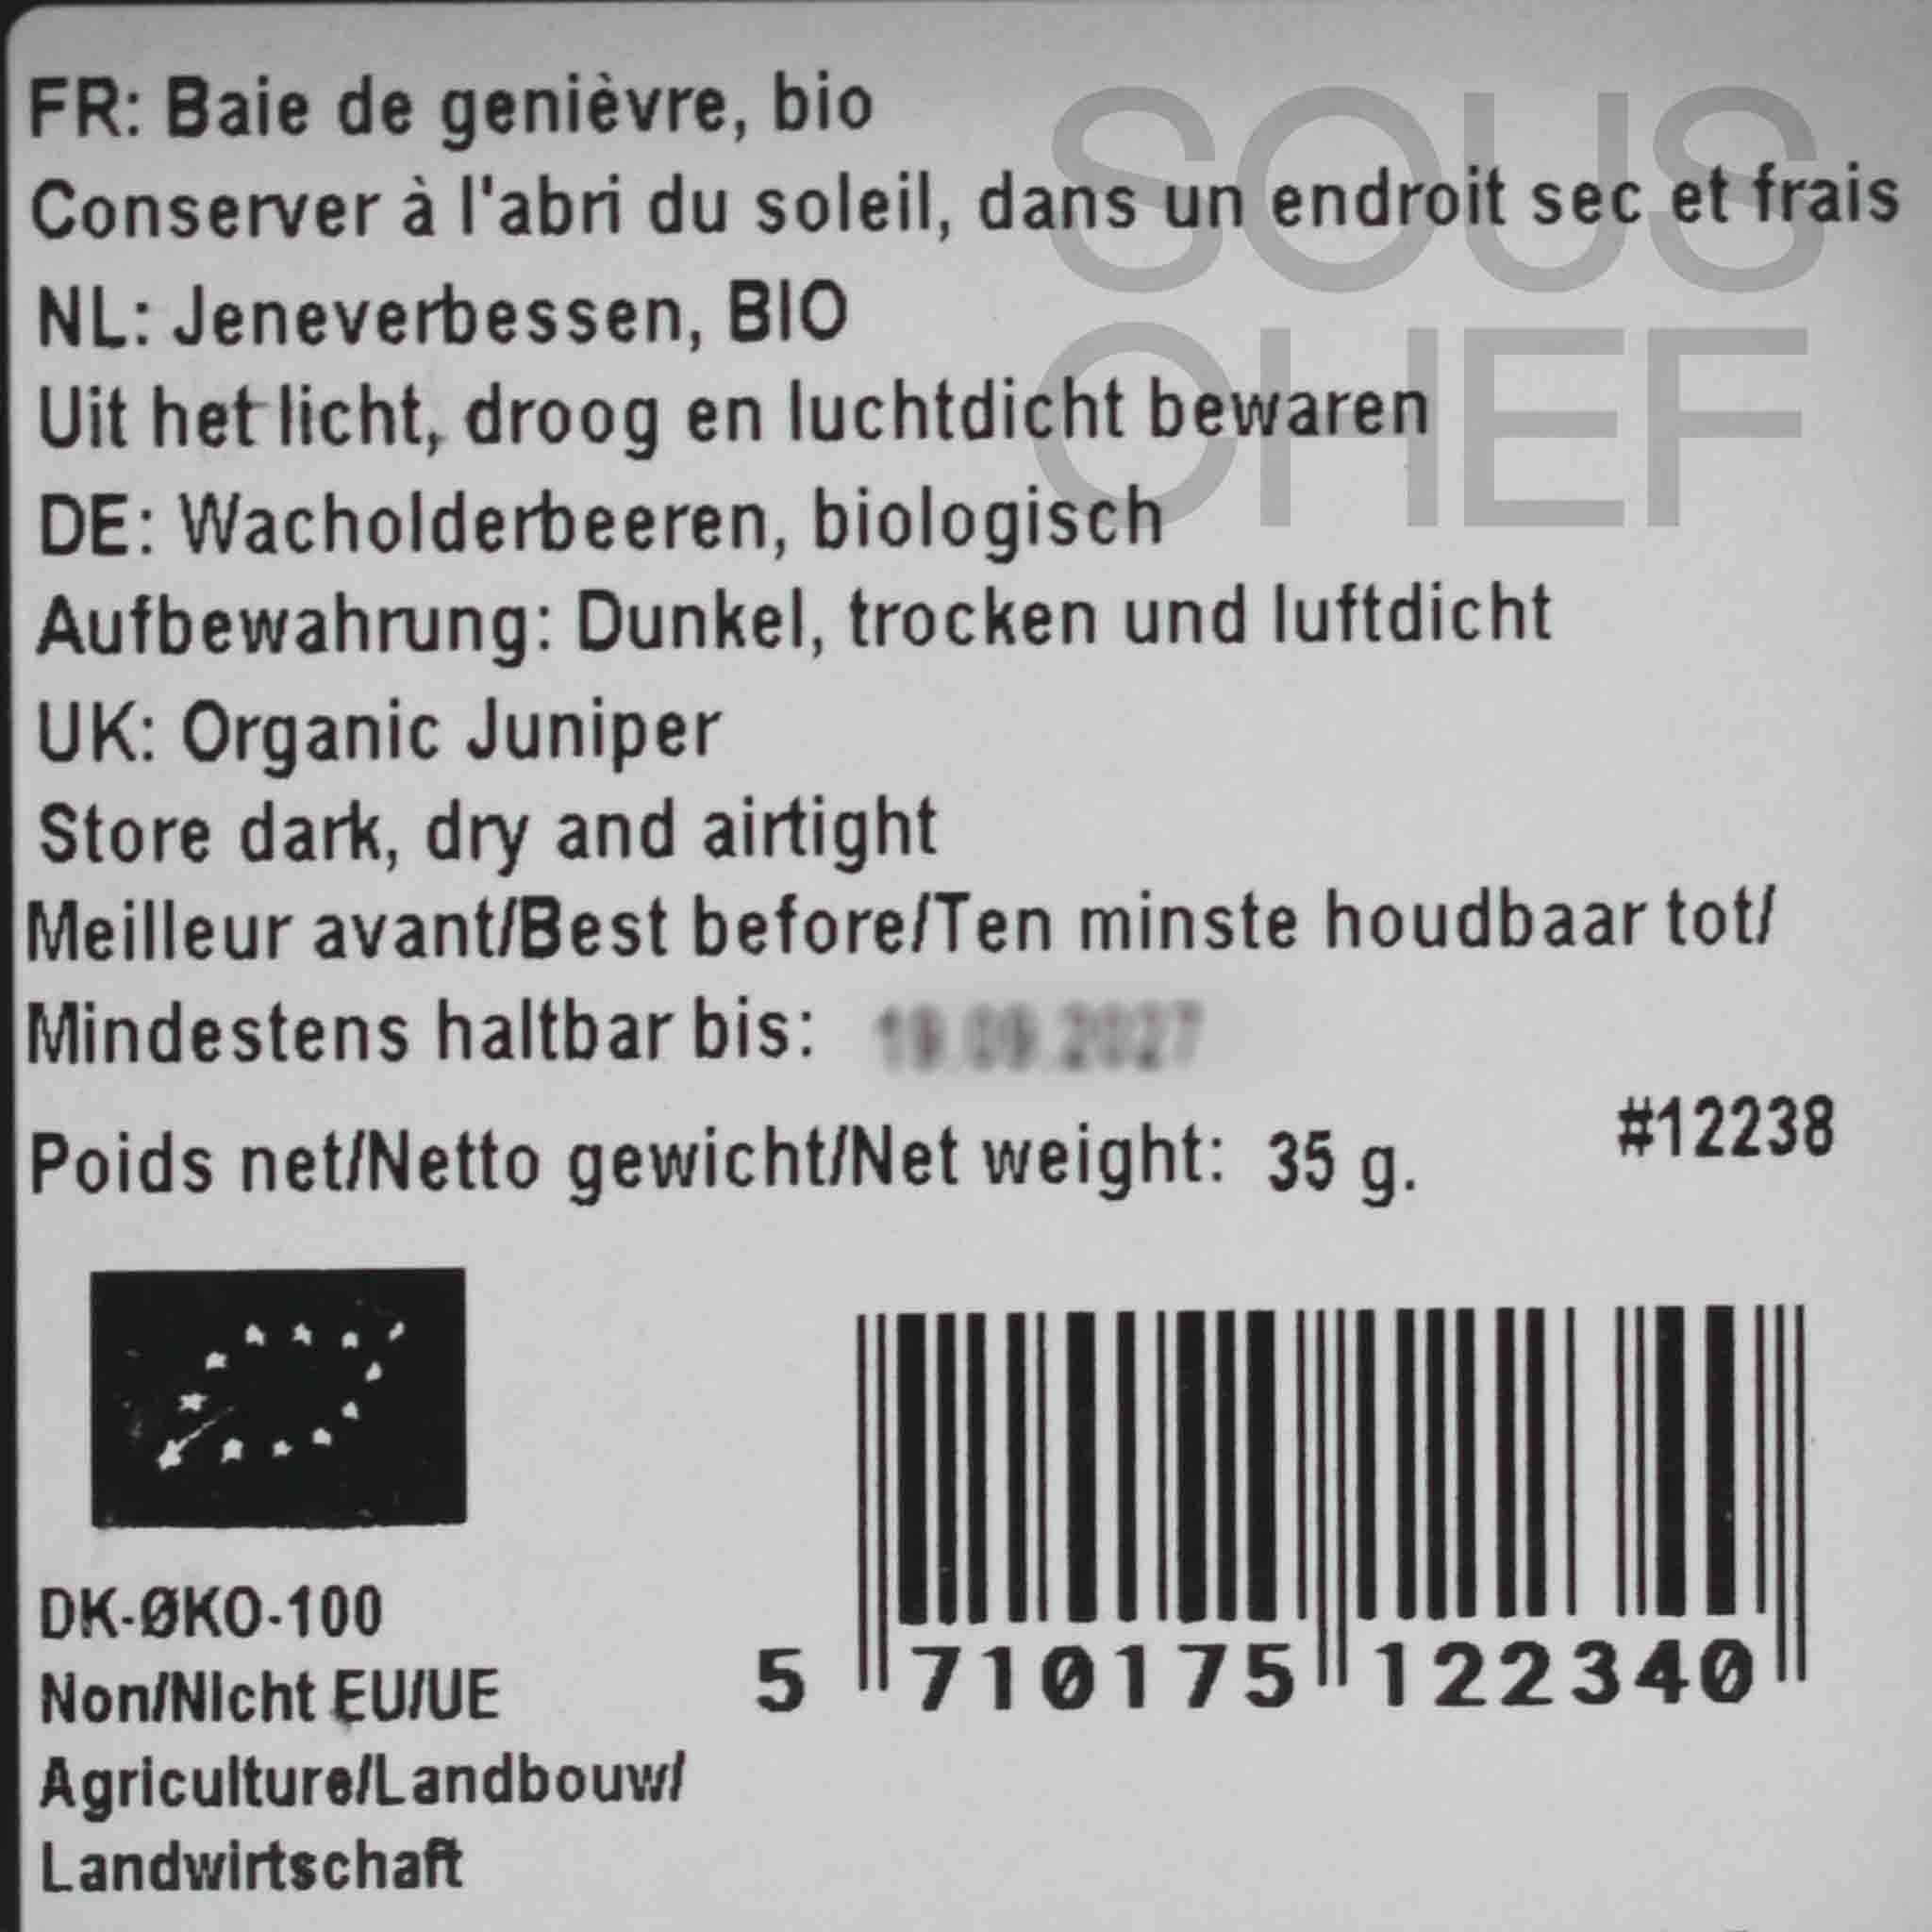 FR: Baie de genièvre, bio
Conserver à l'abri du soleil, dans un endroit sec et frais
NL: Jeneverbessen, BIO
Uit het licht, droog en luchtdicht bewaren
DE: Wacholderbeeren, biologisch
Aufbewahrung: Dunkel, trocken und luftdicht
UK: Organic Juniper
Store dark, dry and airtight
Meilleur avant/Best before/Ten minste houdbaar tot/
Mindestens haltbar bis:
Poids net/Netto gewicht/Net weight: 35 g.
#12238
DK-ØKO-100
Non/Nicht EU/UE
Agriculture/Landbouw/
Landwirtschaft
5 710175 122340
SOUS
CHEF